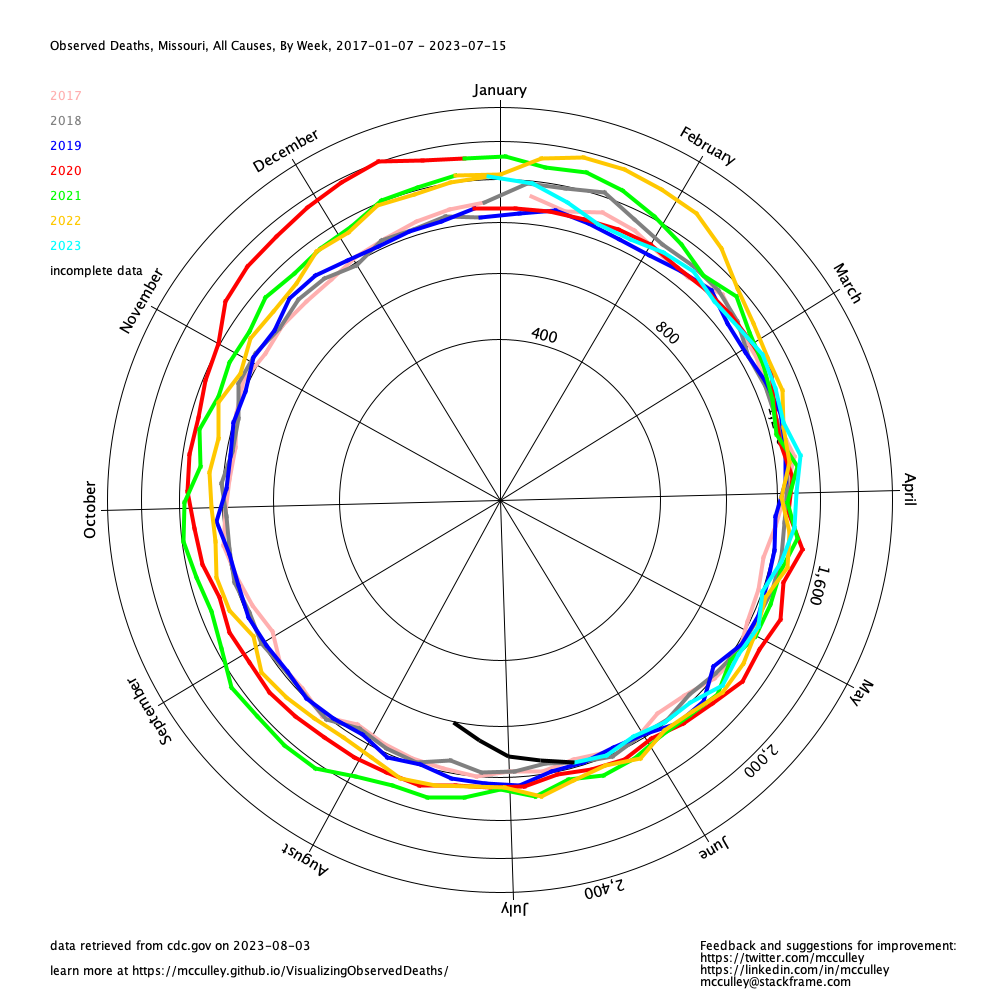 Observed Deaths, Missouri, All Causes, By Week, 2017-01-07 - 2023-07-15
January
2017
2018
2019
2020
2021
2022
2023
incomplete data
December
February
November
March
400
800
October
April
1,600
September
May
2,000
August
June
2,400
July
data retrieved from cdc.gov on 2023-08-03
learn more at https://mcculley.github.io/VisualizingObservedDeaths/
Feedback and suggestions for improvement:
https://twitter.com/mcculley
https://linkedin.com/in/mcculley
mcculley@stackframe.com